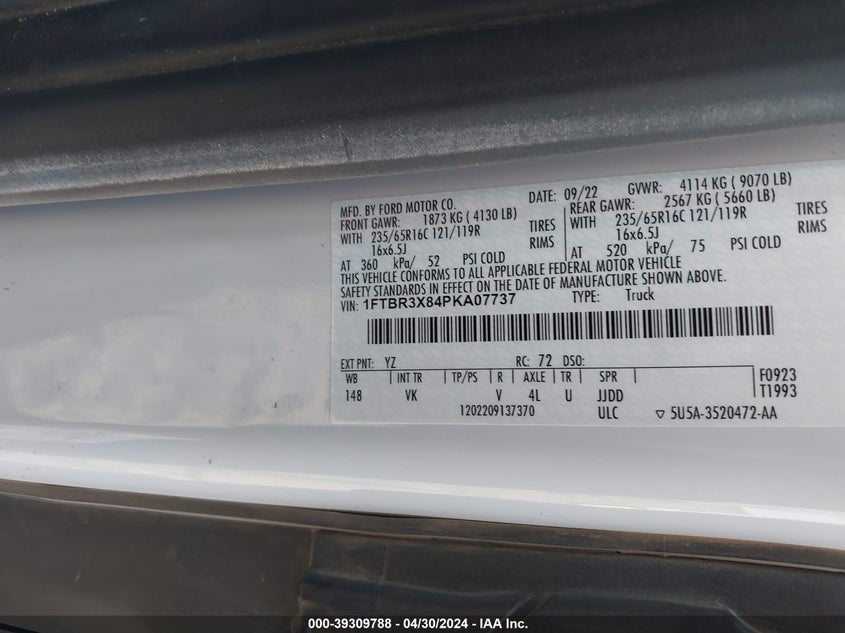 MFD. BY FORD MOTOR CO.
DATE: 09/22
GVWR: 4114 KG ( 9070 LB)
FRONT GAWR: 1873 KG ( 4130 LB)
WITH 235/65R16C 121/119R TIRES
16x6.5J RIMS
AT 360 kPa/ 52 PSI COLD
REAR GAWR: 2567 KG ( 5660 LB)
WITH 235/65R16C 121/119R TIRES
16x6.5J RIMS
AT 520 kPa/ 75 PSI COLD
THIS VEHICLE CONFORMS TO ALL APPLICABLE FEDERAL MOTOR VEHICLE
SAFETY STANDARDS IN EFFECT ON THE DATE OF MANUFACTURE SHOWN ABOVE.
VIN: 1FTBR3X84PKA07737 TYPE: Truck
EXT PNT: YZ RC: 72 DSO:
WB INT TR TP/PS R AXLE TR SPR
148 VK V 4L U JJDD
F0923
T1993
1202209137370 ULC 5U5A-3520472-AA
000-39309788 - 04/30/2024 - IAA Inc.